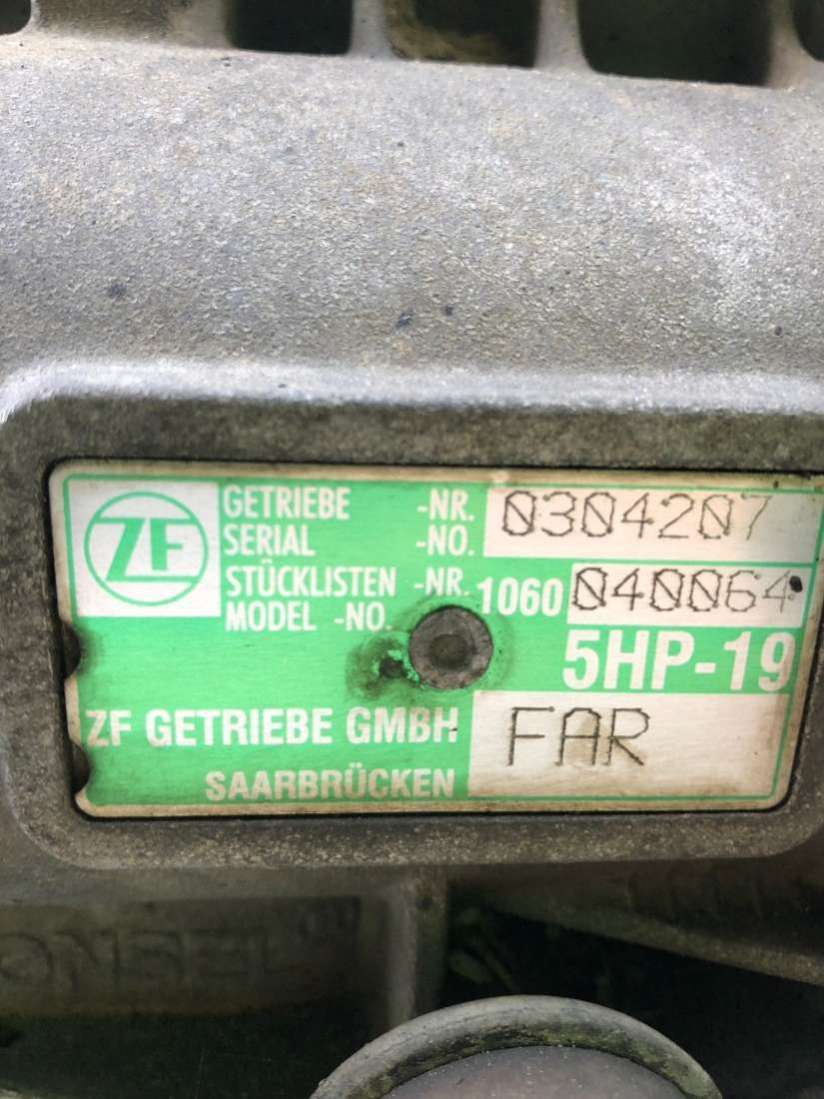 ZF
GETRIEBE -NR. 0304207
SERIAL -NO.
STÜCKLISTEN -NR. 1060 040064
MODEL -NO.
5HP-19
ZF GETRIEBE GMBH FAR
SAARBRÜCKEN